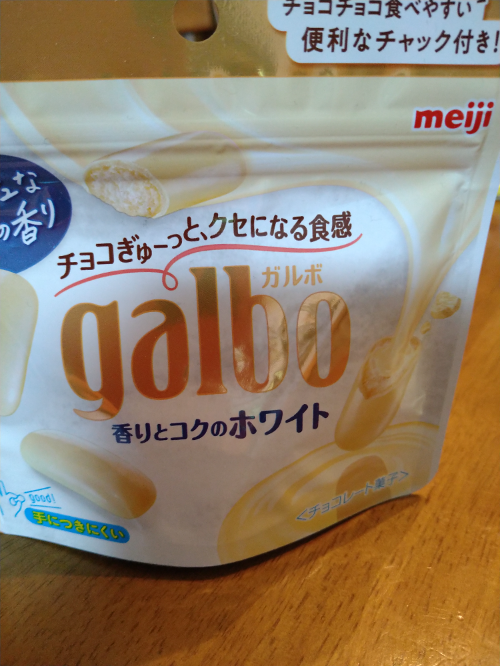 チョコチョコ食べやすい
便利なチャック付き!
meiji
な
の香り
チョコぎゅーっと、クセになる食感
ガルボ
galbo
香りとコクのホワイト
good!
手につきにくい
<チョコレート菓子>